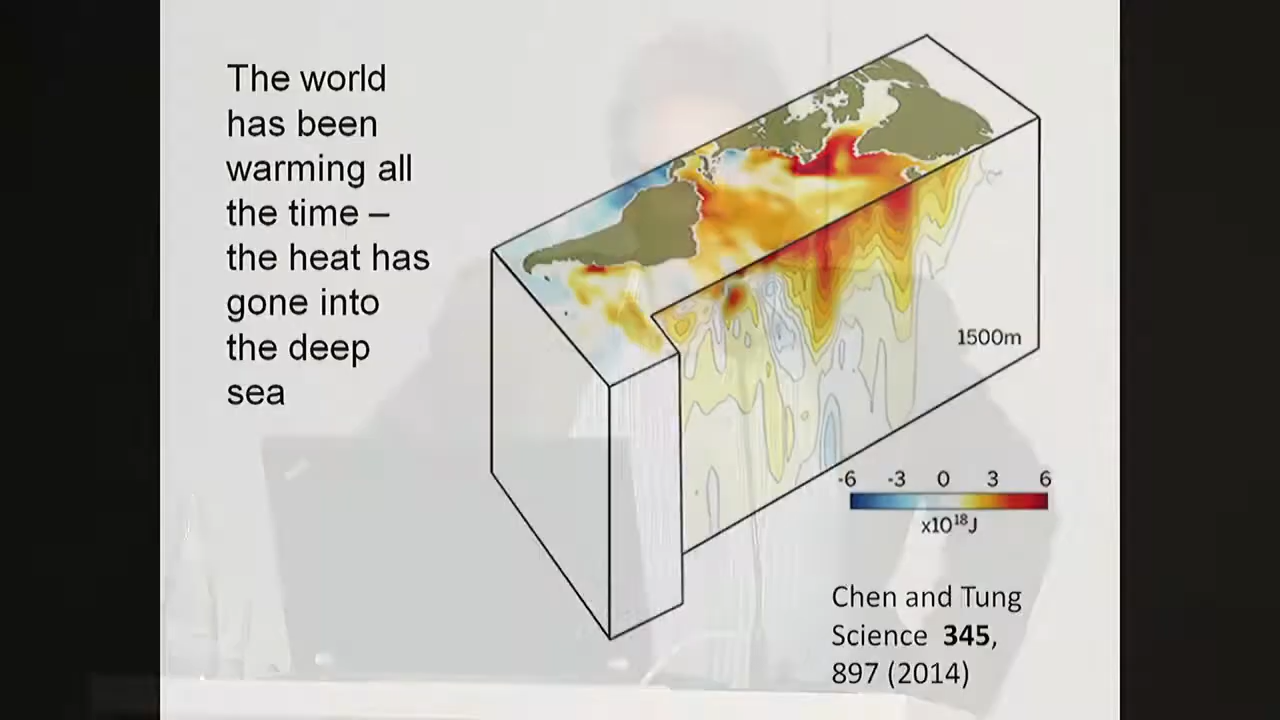 The world
has been
warming all
the time –
the heat has
gone into
the deep
sea
1500m
-6 -3 0 3 6
x10¹⁸J
Chen and Tung
Science 345,
897 (2014)